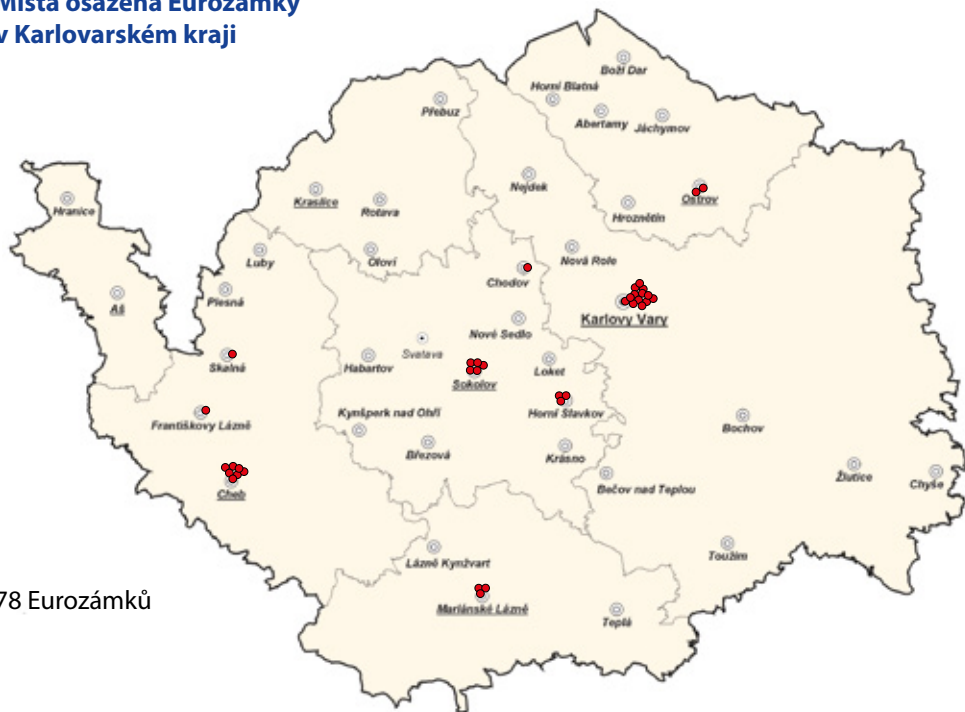 Místa osazená Eurozámky
v Karlovarském kraji
Boží Dar
Horní Blatná
Přebuz
Abertamy
Jáchymov
Nejdek
Ostrov
Kraslice
Rotava
Hranice
Hroznětín
Luby
Oloví
Nová Role
Chodov
Plesná
Aš
Karlovy Vary
Nové Sedlo
Svatava
Skalná
Habartov
Sokolov
Loket
Kynšperk nad Ohří
Horní Slavkov
Františkovy Lázně
Bochov
Březová
Krásno
Žlutice
Chyše
Bečov nad Teplou
Cheb
Toužim
Lázně Kynžvart
78 Eurozámků
Mariánské Lázně
Teplá